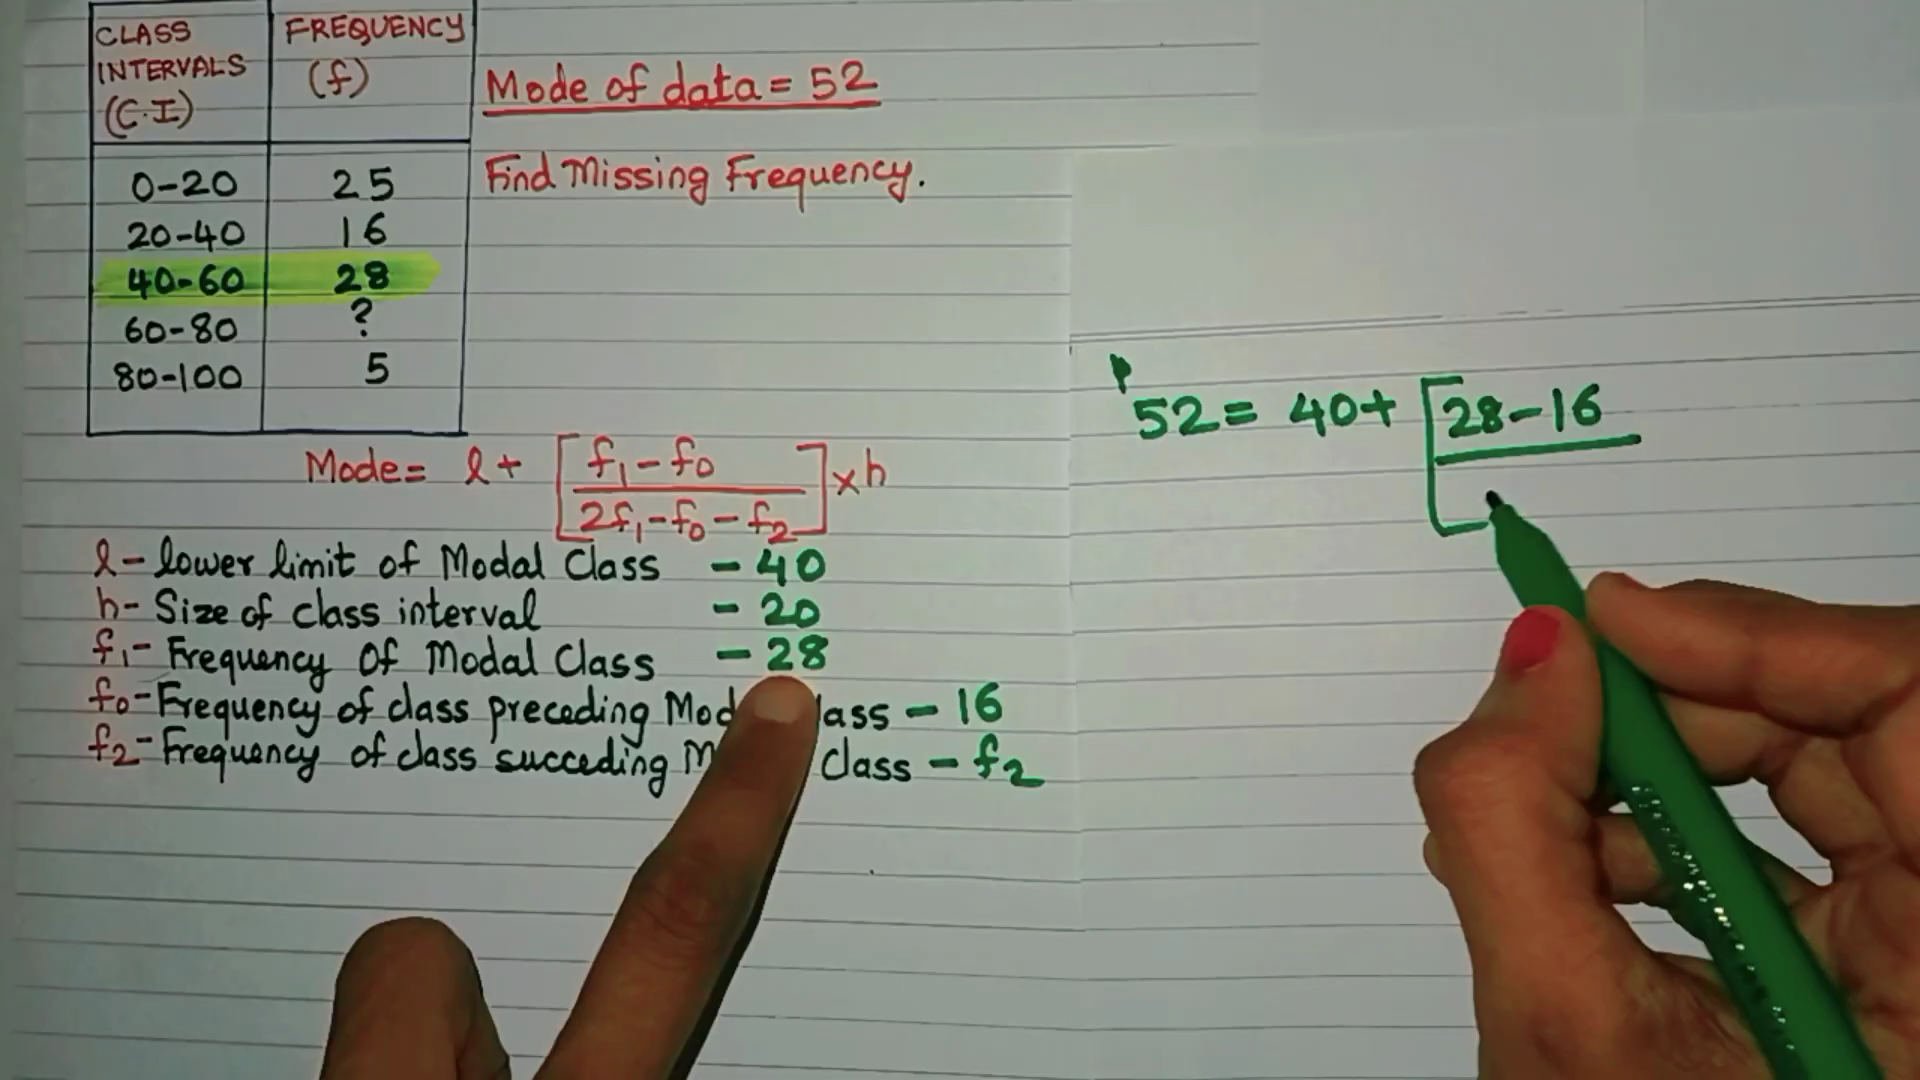 CLASS INTERVALS (C.I) FREQUENCY (f)
0-20 25
20-40 16
40-60 28
60-80 ?
80-100 5
Mode of data = 52
Find Missing Frequency.
Mode = l + [f₁ - f₀ / 2f₁ - f₀ - f₂] × h
l - lower limit of Modal Class - 40
h - Size of class interval - 20
f₁ - Frequency Of Modal Class - 28
f₀ - Frequency of class preceding - 16
f₂ - Frequency of class succeding Class - f₂
52 = 40 + [28 - 16